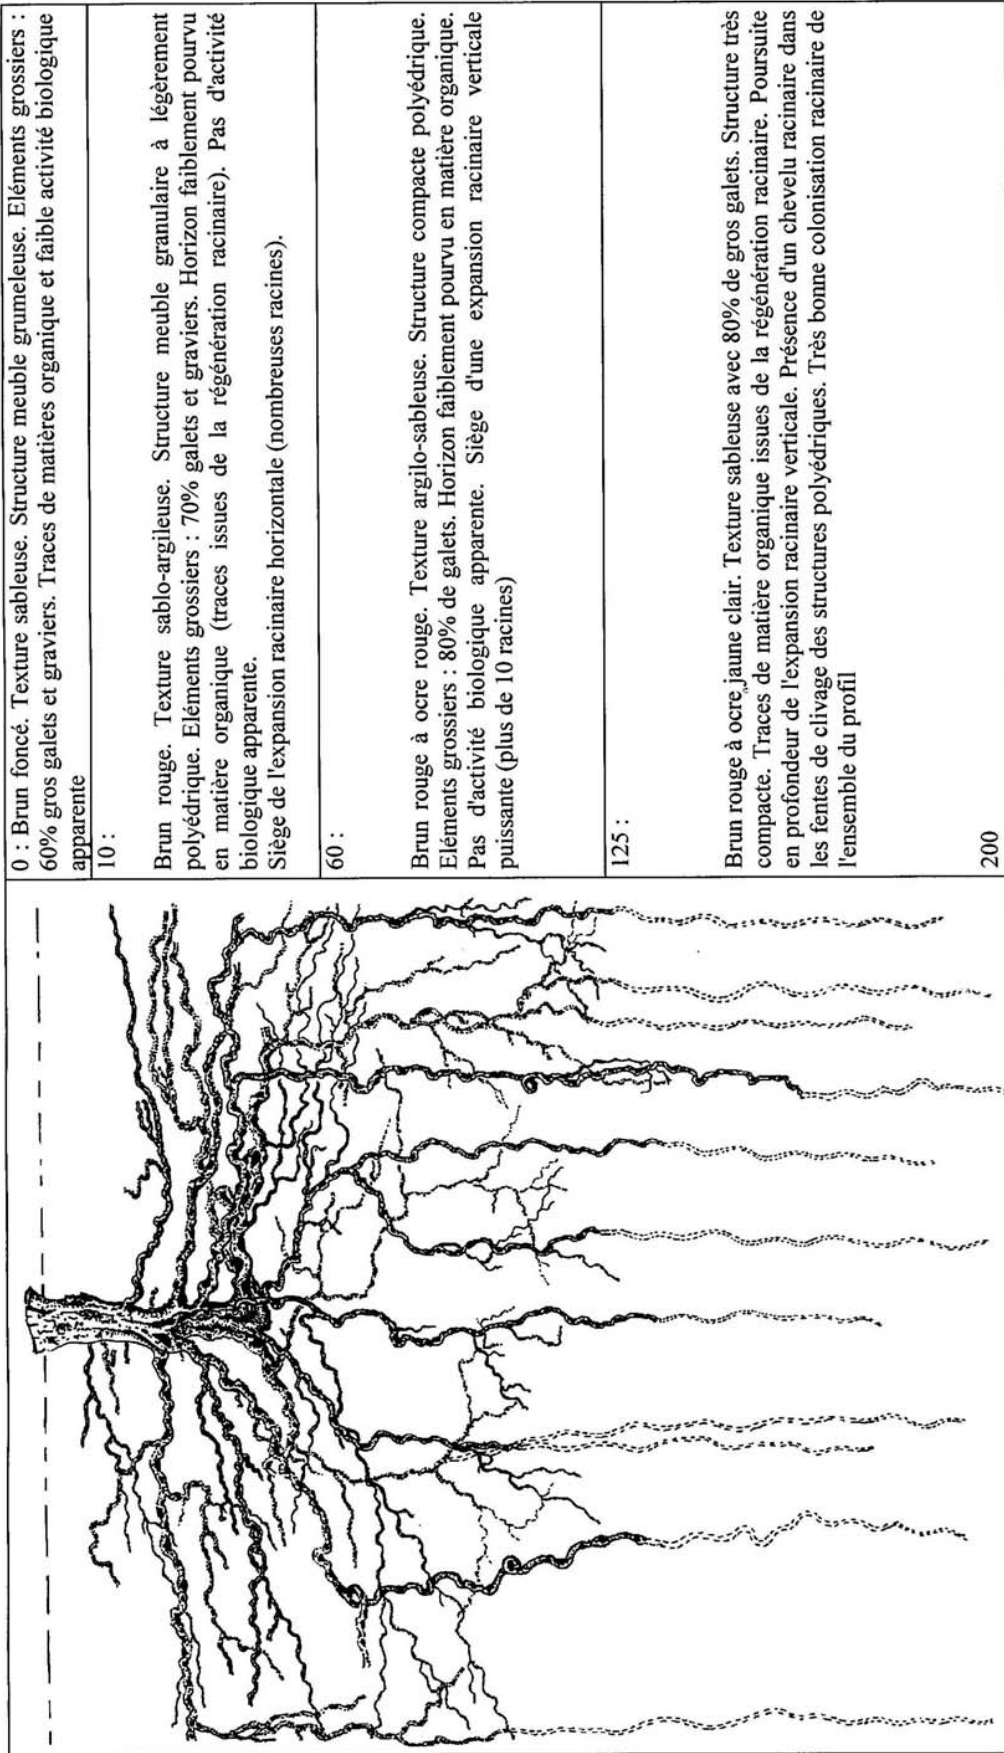 0 : Brun foncé. Texture sableuse. Structure meuble grumeleuse. Eléments grossiers :
60% gros galets et graviers. Traces de matières organique et faible activité biologique
apparente
10 :
Brun rouge. Texture sablo-argileuse. Structure meuble granulaire à légèrement
polyédrique. Eléments grossiers : 70% galets et graviers. Horizon faiblement pourvu
en matière organique (traces issues de la régénération racinaire). Pas d'activité
biologique apparente.
Siège de l'expansion racinaire horizontale (nombreuses racines).
60 :
Brun rouge à ocre rouge. Texture argilo-sableuse. Structure compacte polyédrique.
Eléments grossiers : 80% de galets. Horizon faiblement pourvu en matière organique.
Pas d'activité biologique apparente. Siège d'une expansion racinaire verticale
puissante (plus de 10 racines)
125 :
Brun rouge à ocre jaune clair. Texture sableuse avec 80% de gros galets. Structure très
compacte. Traces de matière organique issues de la régénération racinaire. Poursuite
en profondeur de l'expansion racinaire verticale. Présence d'un chevelu racinaire dans
les fentes de clivage des structures polyédriques. Très bonne colonisation racinaire de
l'ensemble du profil
200